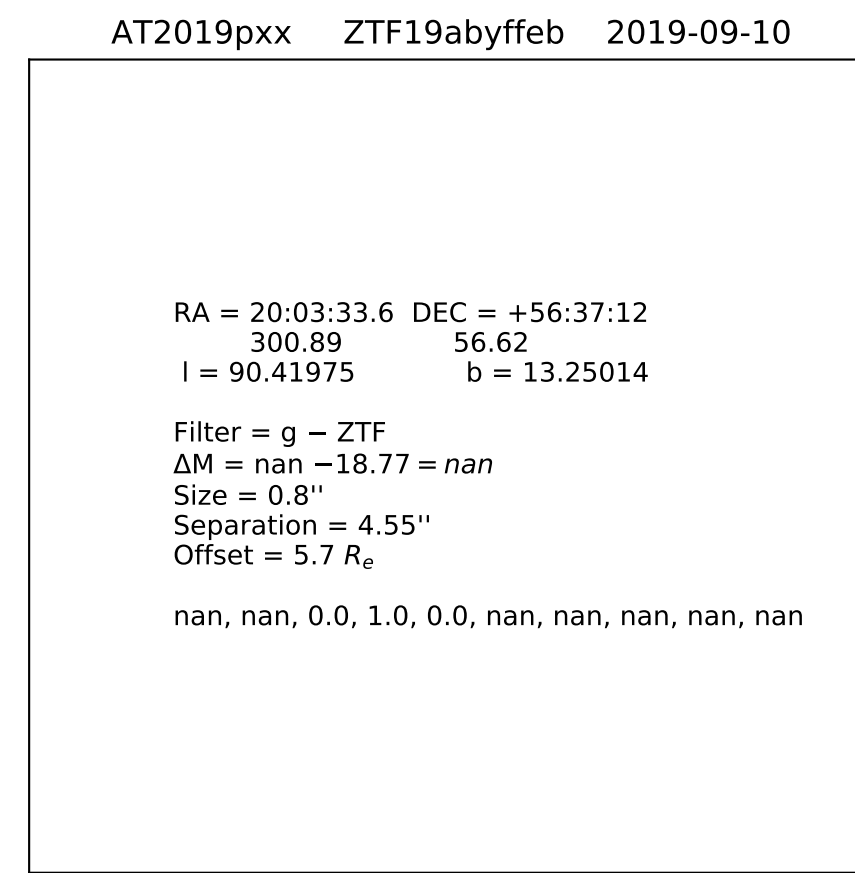 AT2019pxx ZTF19abyffeb 2019-09-10
RA = 20:03:33.6 DEC = +56:37:12
300.89 56.62
l = 90.41975 b = 13.25014
Filter = g − ZTF
ΔM = nan −18.77 = nan
Size = 0.8''
Separation = 4.55''
Offset = 5.7 Re
nan, nan, 0.0, 1.0, 0.0, nan, nan, nan, nan, nan